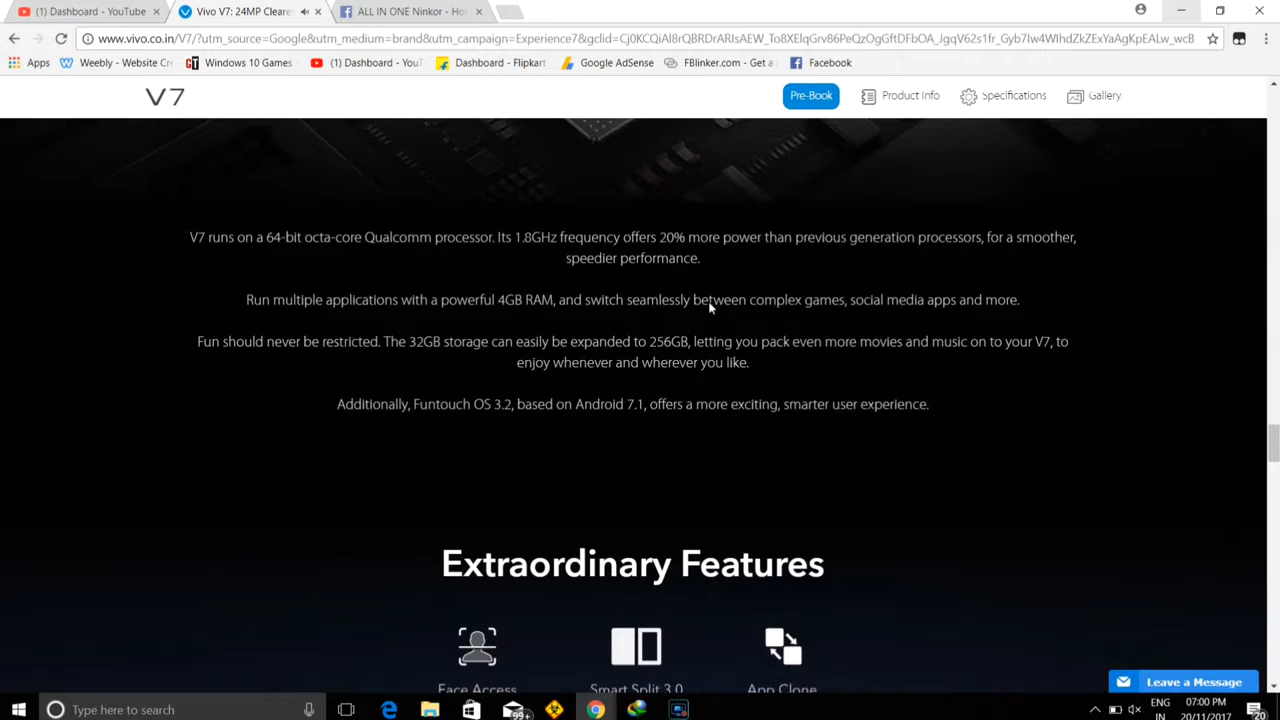 (1) Dashboard - YouTube
Vivo V7: 24MP Cleare
ALL IN ONE Ninkor - Ho
www.vivo.co.in/V7/?utm_source=Google&utm_medium=brand&utm_campaign=Experience7&gclid=
Apps
Weebly - Website Cr
Windows 10 Games
(1) Dashboard - YouT
Dashboard - Flipkart
Google AdSense
FBlinker.com - Get a
Facebook
V7
Pre-Book
Product Info
Specifications
Gallery
V7 runs on a 64-bit octa-core Qualcomm processor. Its 1.8GHz frequency offers 20% more power than previous generation processors, for a smoother,
speedier performance.
Run multiple applications with a powerful 4GB RAM, and switch seamlessly between complex games, social media apps and more.
Fun should never be restricted. The 32GB storage can easily be expanded to 256GB, letting you pack even more movies and music on to your V7, to
enjoy whenever and wherever you like.
Additionally, Funtouch OS 3.2, based on Android 7.1, offers a more exciting, smarter user experience.
Extraordinary Features
Face Access
Smart Split 3.0
App Clone
Leave a Message
Type here to search
99+
ENG
IN
07:00 PM
20/11/2017
20